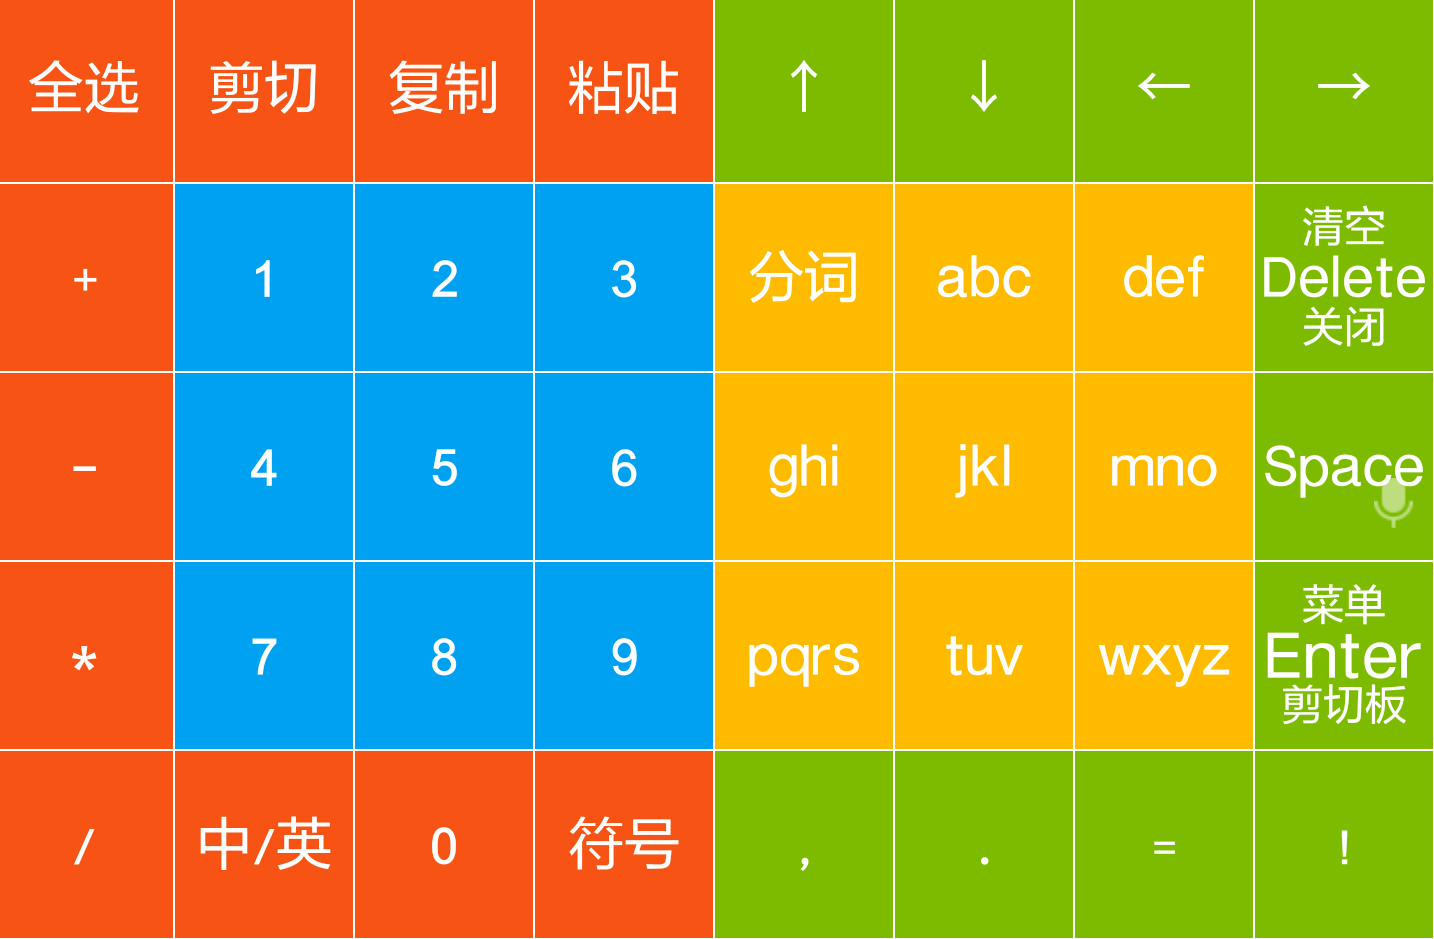 全选 剪切 复制 粘贴 ↑ ↓ ← →
+ 1 2 3 分词 abc def 清空
Delete
关闭
- 4 5 6 ghi jkl mno Space
* 7 8 9 pqrs tuv wxyz 菜单
Enter
剪切板
/ 中/英 0 符号 , . = !